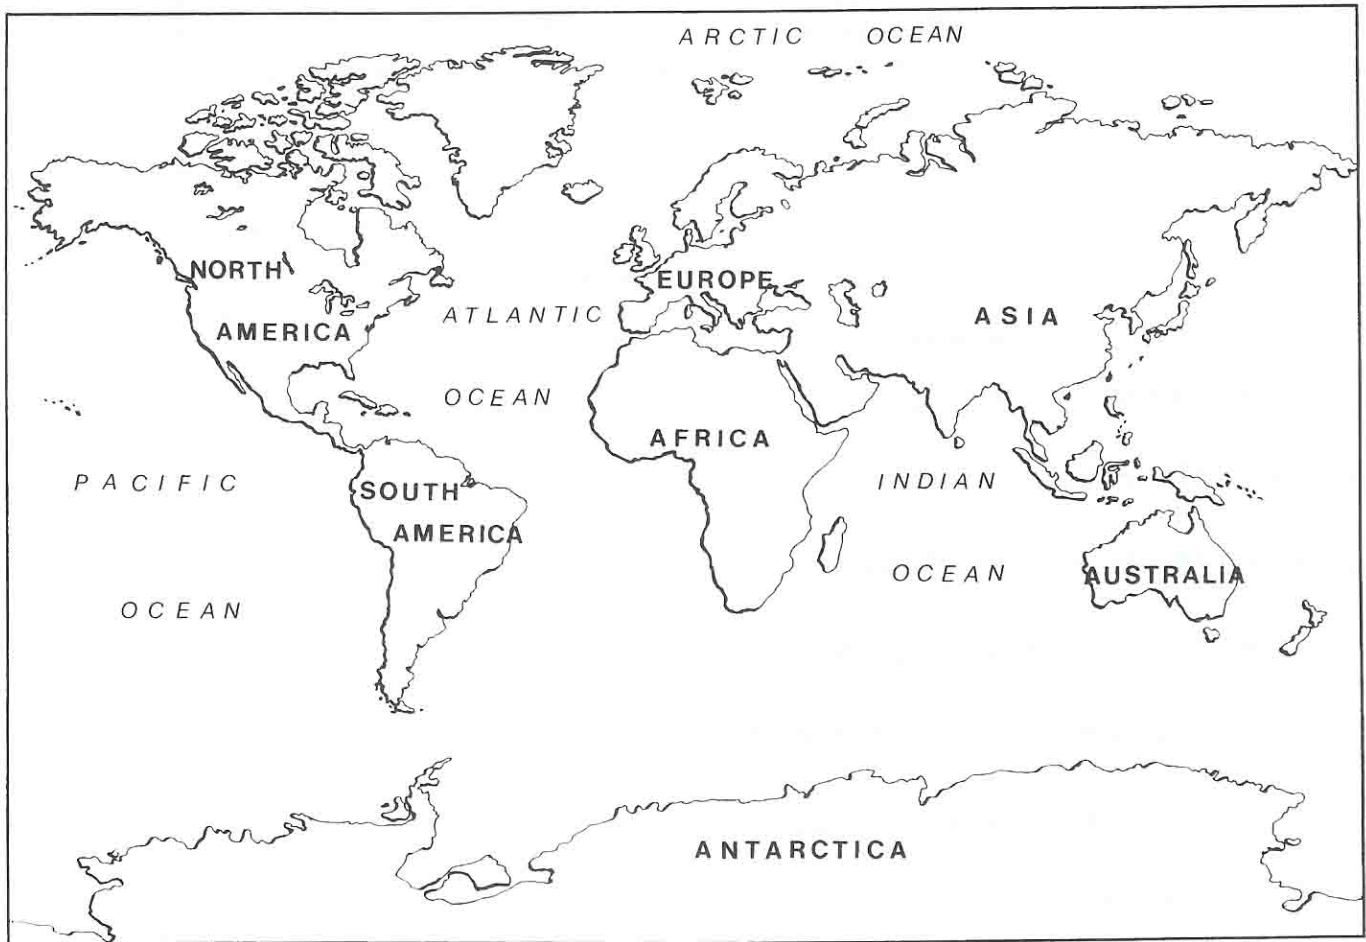 ARCTIC OCEAN
NORTH
AMERICA
ATLANTIC
OCEAN
EUROPE
ASIA
AFRICA
PACIFIC
OCEAN
SOUTH
AMERICA
INDIAN
OCEAN
AUSTRALIA
ANTARCTICA